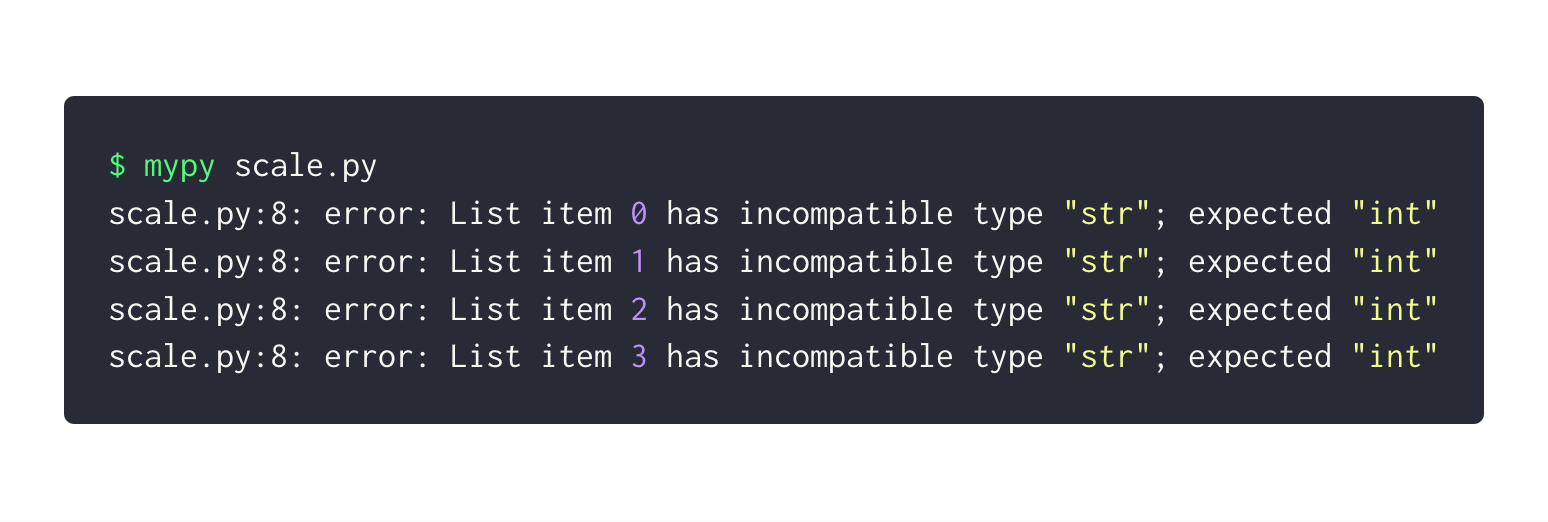 $ mypy scale.py
scale.py:8: error: List item 0 has incompatible type "str"; expected "int"
scale.py:8: error: List item 1 has incompatible type "str"; expected "int"
scale.py:8: error: List item 2 has incompatible type "str"; expected "int"
scale.py:8: error: List item 3 has incompatible type "str"; expected "int"